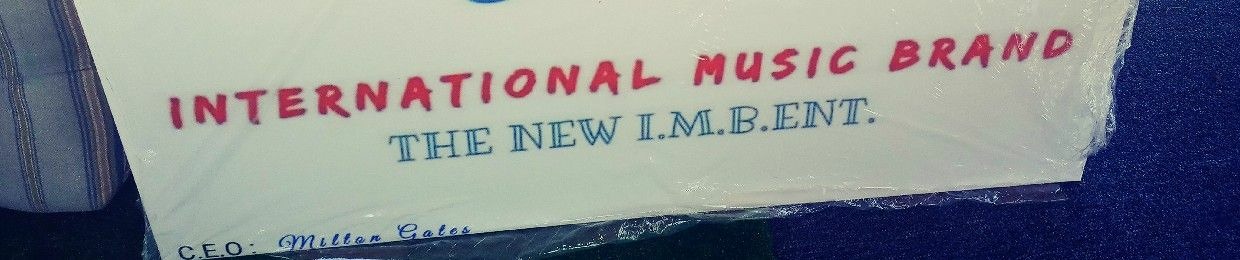 INTERNATIONAL MUSIC BRAND
THE NEW I.M.B.ENT.
C.E.O: Milton Gates